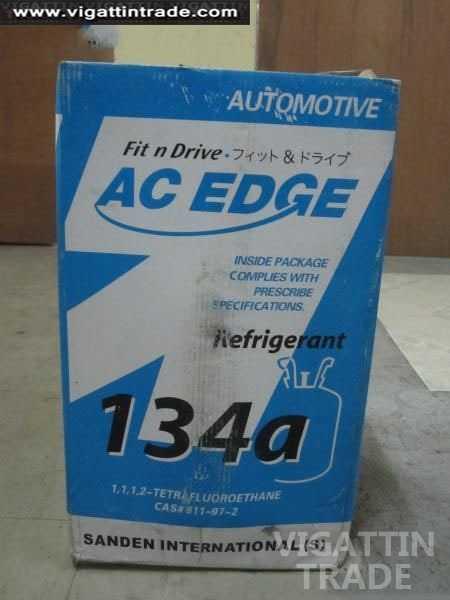 www.vigattintrade.com
AUTOMOTIVE
Fit n Drive・フィット & ドライブ
AC EDGE
INSIDE PACKAGE
COMPLIES WITH
PRESCRIBE
SPECIFICATIONS.
Refrigerant
134a
1,1,1,2-TETRAFLUOROETHANE
CAS# 811-97-2
SANDEN INTERNATIONAL (S)
VIGATTIN
TRADE